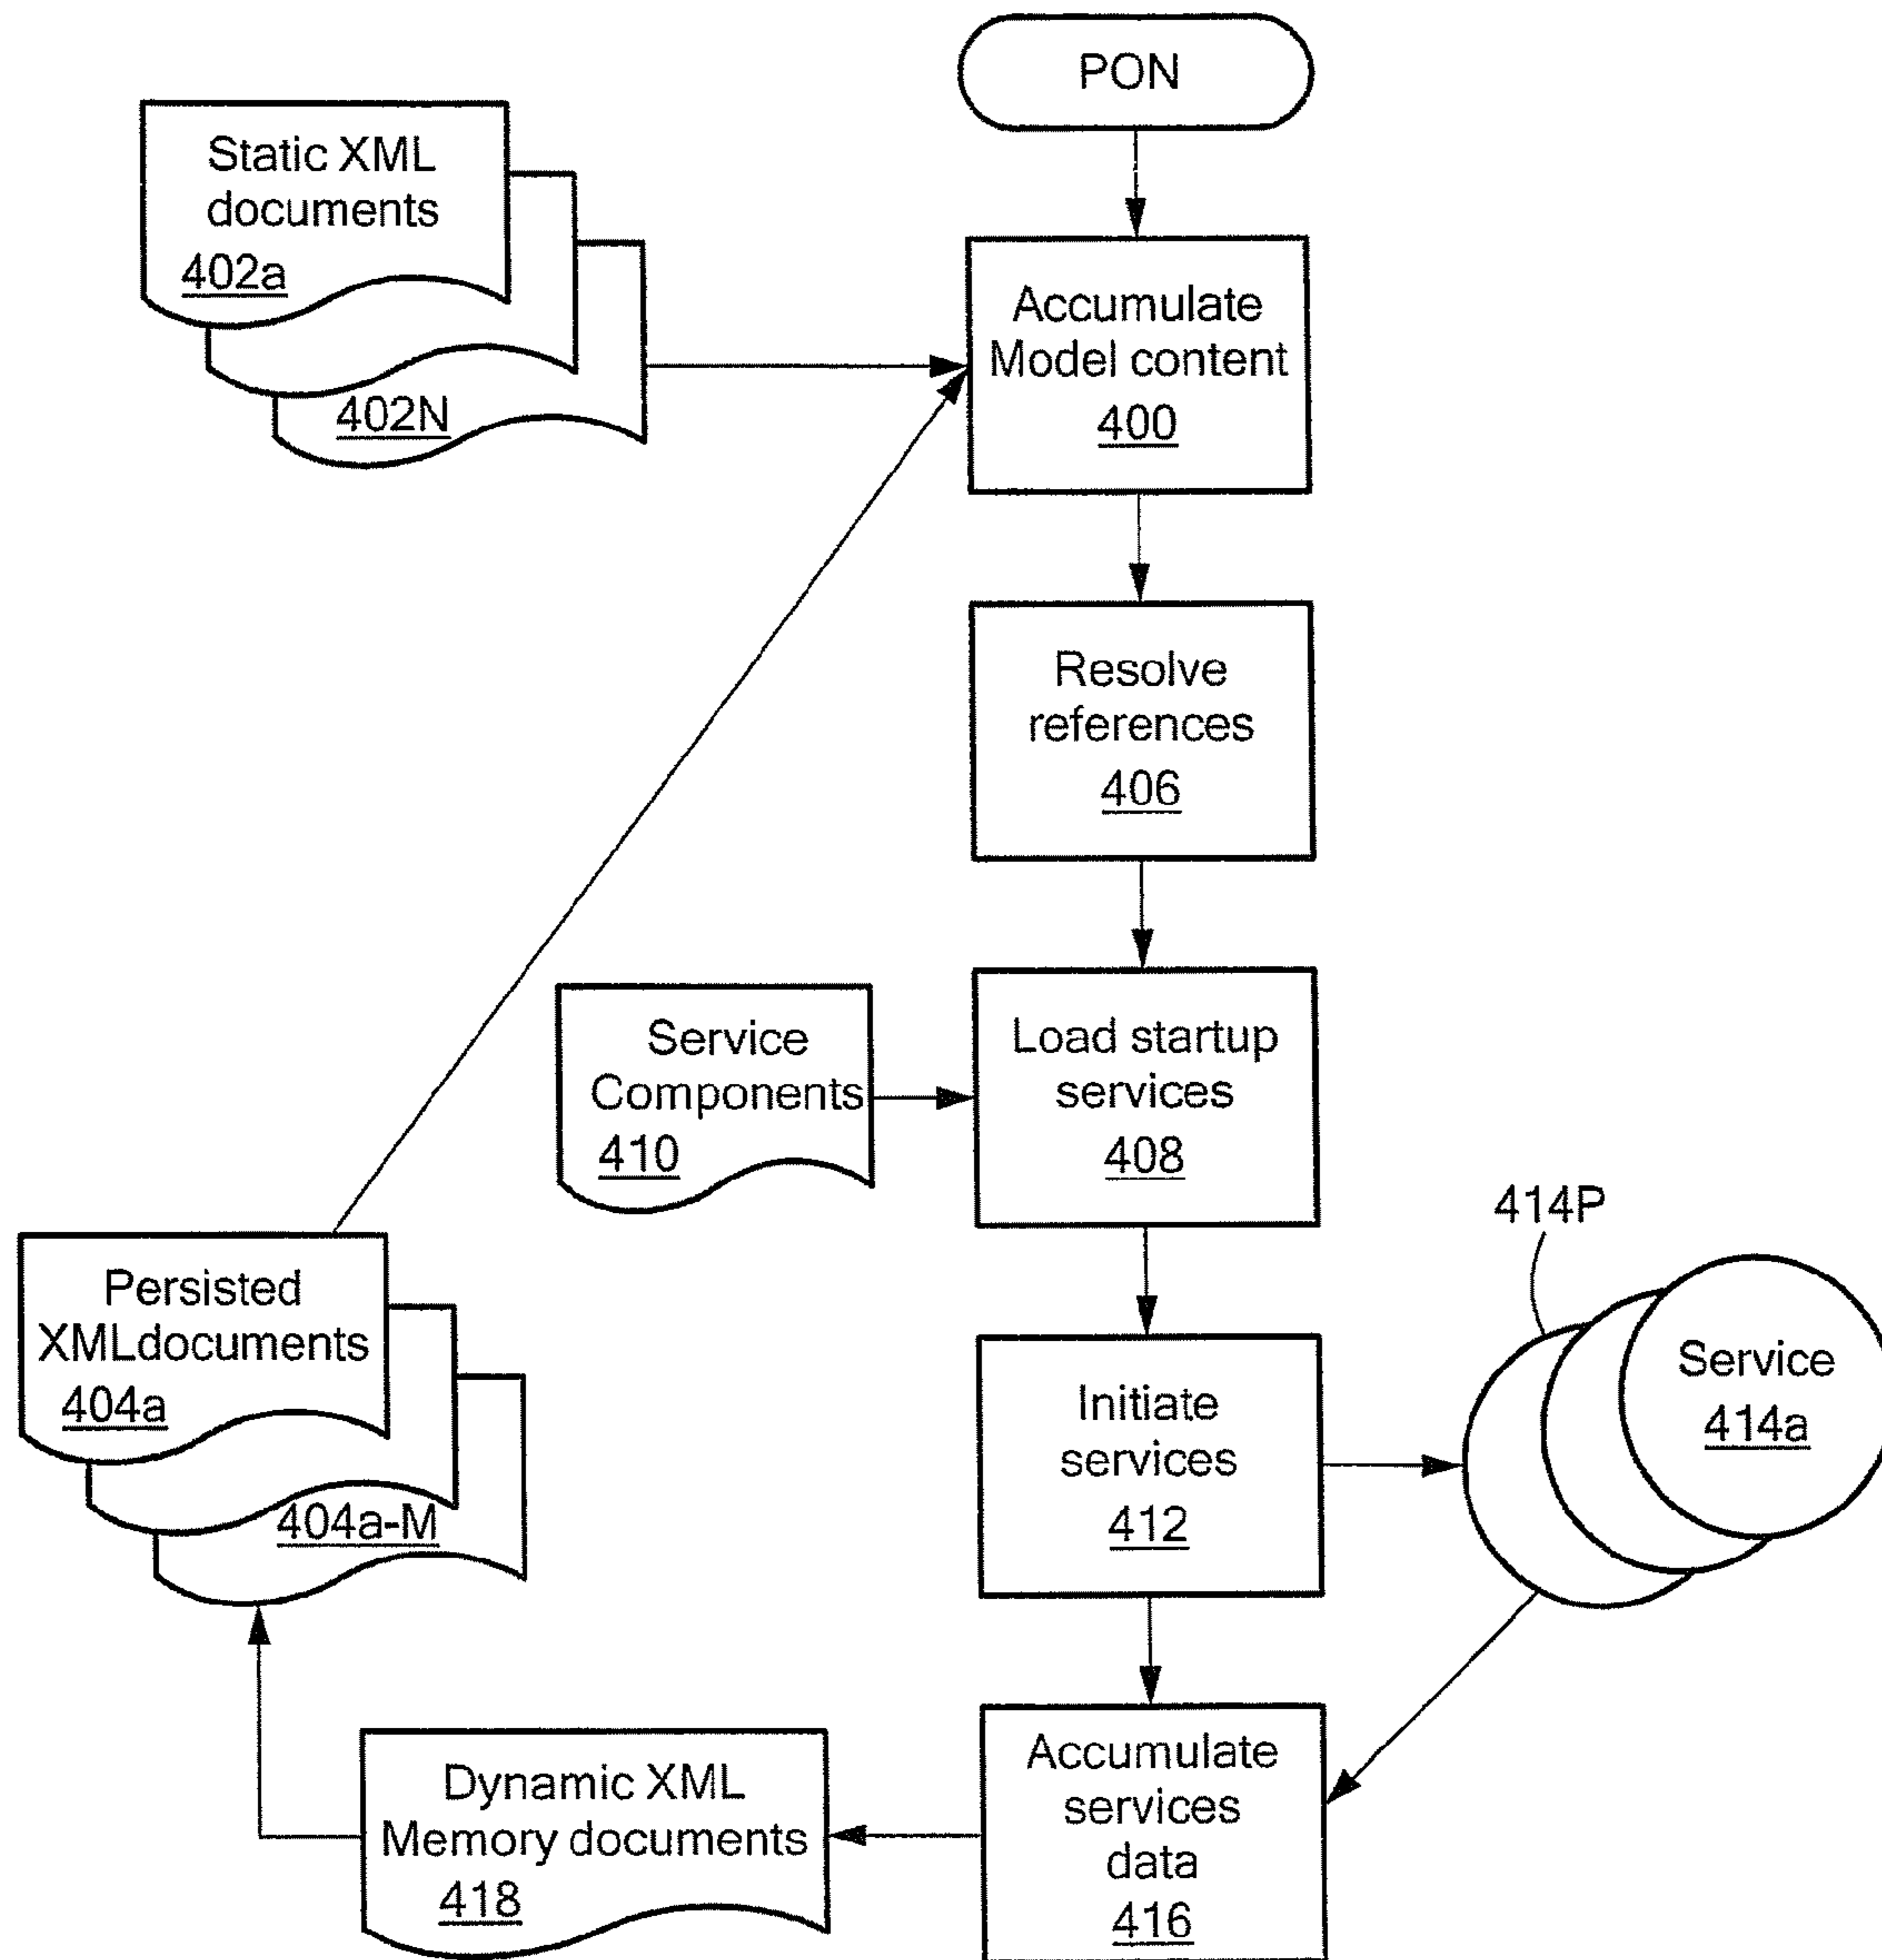 PON
Static XML
documents
402a
402N
Accumulate
Model content
400
Resolve
references
406
Service
Components
410
Load startup
services
408
414P
Service
414a
Persisted
XMLdocuments
404a
404a-M
Initiate
services
412
Dynamic XML
Memory documents
418
Accumulate
services
data
416